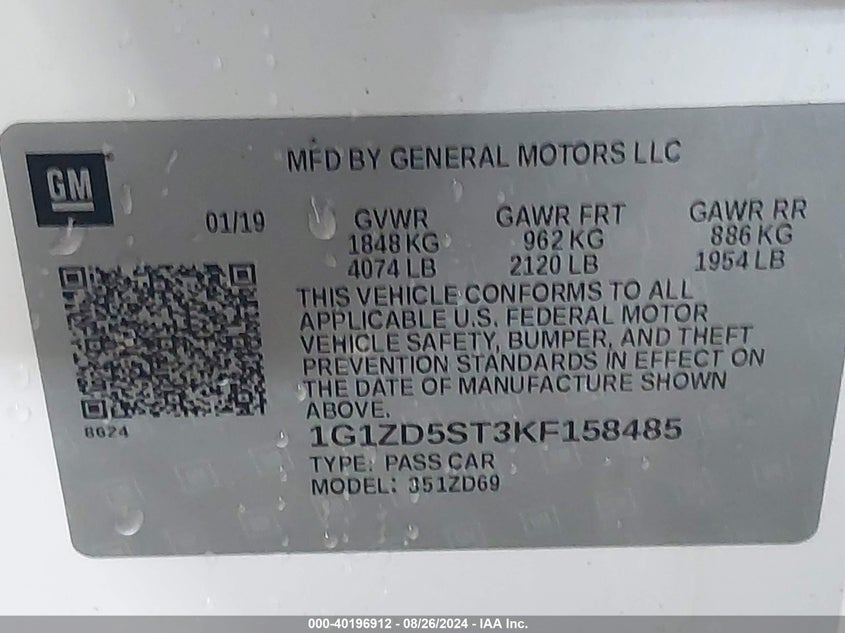 GM
MFD BY GENERAL MOTORS LLC
01/19 GVWR GAWR FRT GAWR RR
1848 KG 962 KG 886 KG
4074 LB 2120 LB 1954 LB
THIS VEHICLE CONFORMS TO ALL
APPLICABLE U.S. FEDERAL MOTOR
VEHICLE SAFETY, BUMPER, AND THEFT
PREVENTION STANDARDS IN EFFECT ON
THE DATE OF MANUFACTURE SHOWN
ABOVE.
8624
1G1ZD5ST3KF158485
TYPE: PASS CAR
MODEL: 351ZD69
000-40196912 - 08/26/2024 - IAA Inc.